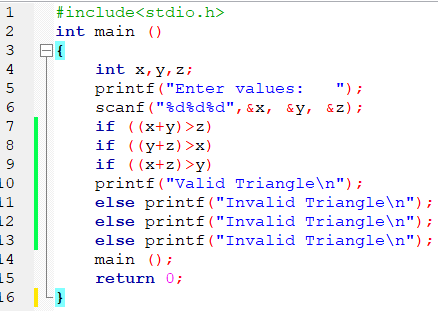 1 #include<stdio.h>
2 int main ()
3 {
4 int x,y,z;
5 printf("Enter values:   ");
6 scanf("%d%d%d",&x, &y, &z);
7 if ((x+y)>z)
8 if ((y+z)>x)
9 if ((x+z)>y)
10 printf("Valid Triangle\n");
11 else printf("Invalid Triangle\n");
12 else printf("Invalid Triangle\n");
13 else printf("Invalid Triangle\n");
14 main ();
15 return 0;
16 }